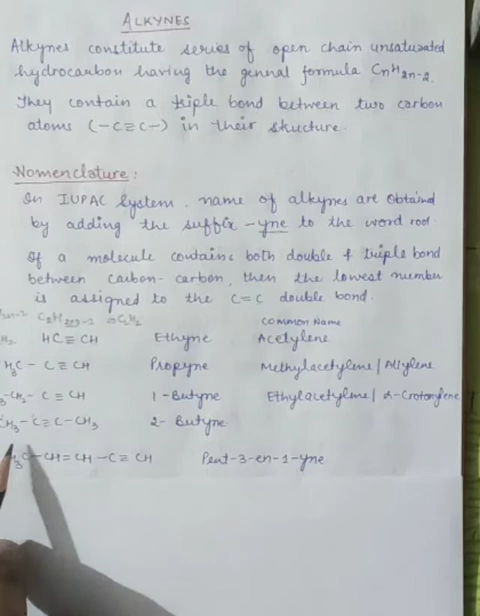 ALKYNES
Alkynes constitute series of open chain unsaturated
hydrocarbon having the general formula CnH2n-2.
They contain a triple bond between two carbon
atoms (-C≡C-) in their structure.
Nomenclature:
In IUPAC System, name of alkynes are obtained
by adding the suffix -yne to the word root.
If a molecule contains both double & triple bond
between carbon-carbon, then the lowest number
is assigned to the C=C double bond.
COMMON NAME
HC≡CH Ethyne Acetylene
H3C-C≡CH Propyne Methylacetylene/Allylene
-CH2-C≡CH 1-Butyne Ethylacetylene/α-Crotonylene
CH3-C≡C-CH3 2-Butyne
H3C-CH=CH-C≡CH Pent-3-en-1-yne